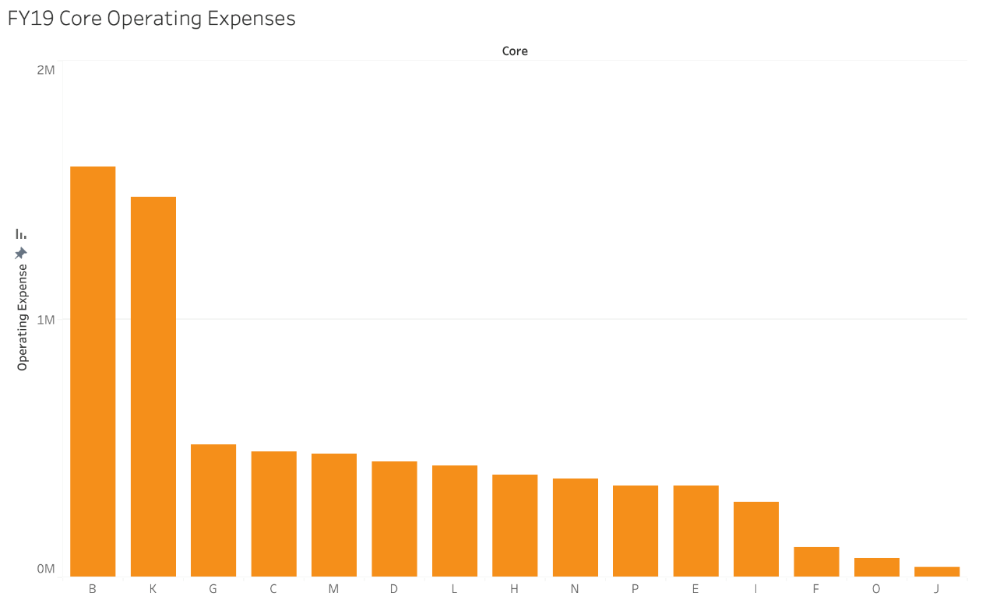 FY19 Core Operating Expenses
Core
2M
1M
0M
Operating Expense
B K G C M D L H N P E I F O J